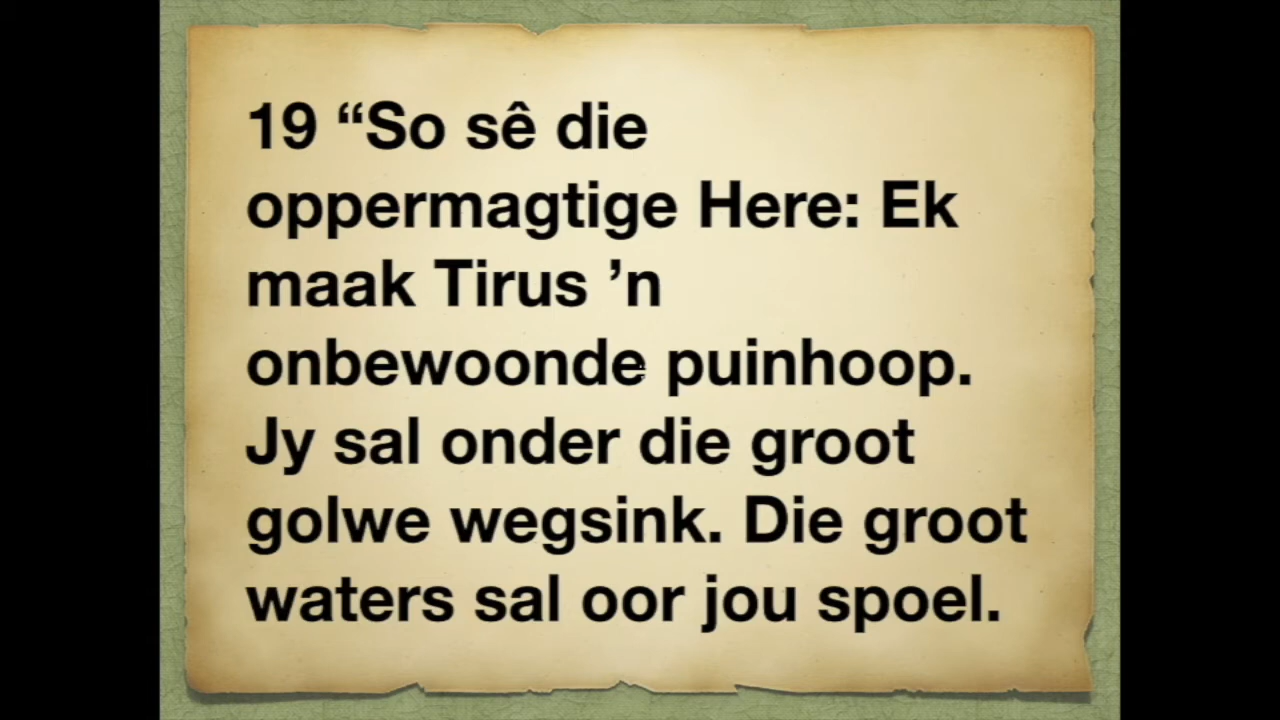 19 “So sê die
oppermagtige Here: Ek
maak Tirus ’n
onbewoonde puinhoop.
Jy sal onder die groot
golwe wegsink. Die groot
waters sal oor jou spoel.